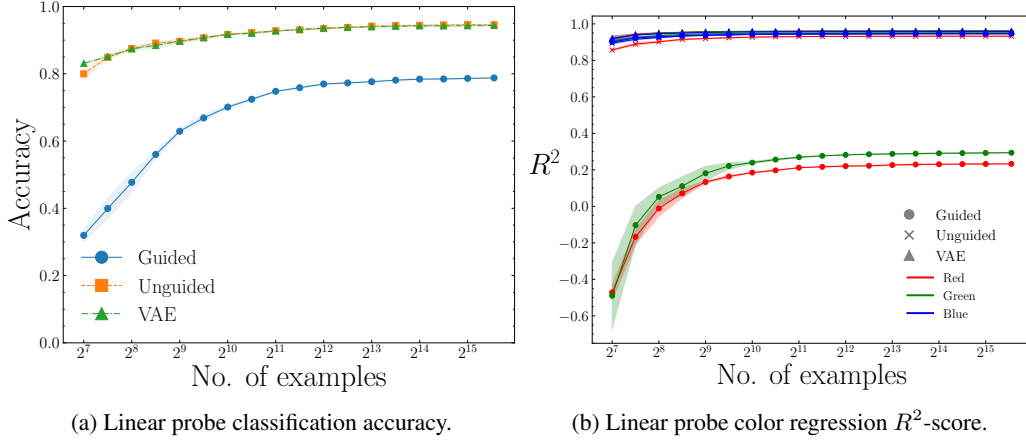 1.0
0.8
0.6
0.4
0.2
0.0
Accuracy
Guided
Unguided
VAE
2^7 2^8 2^9 2^10 2^11 2^12 2^13 2^14 2^15
No. of examples
(a) Linear probe classification accuracy.
1.0
0.8
0.6
0.4
0.2
0.0
−0.2
−0.4
−0.6
R^2
Guided
Unguided
VAE
Red
Green
Blue
2^7 2^8 2^9 2^10 2^11 2^12 2^13 2^14 2^15
No. of examples
(b) Linear probe color regression R^2-score.